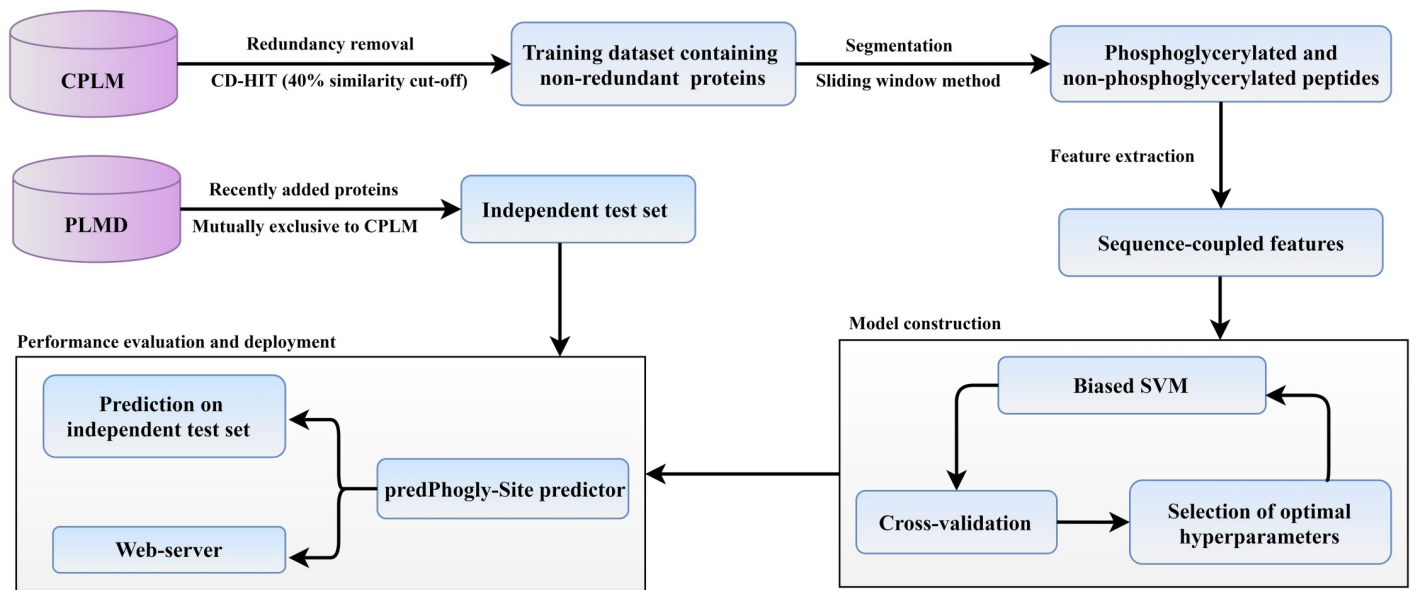 CPLM
Redundancy removal
CD-HIT (40% similarity cut-off)
Training dataset containing
non-redundant proteins
Segmentation
Sliding window method
Phosphoglycerylated and
non-phosphoglycerylated peptides
Feature extraction
Sequence-coupled features
PLMD
Recently added proteins
Mutually exclusive to CPLM
Independent test set
Model construction
Biased SVM
Cross-validation
Selection of optimal
hyperparameters
Performance evaluation and deployment
Prediction on
independent test set
predPhogly-Site predictor
Web-server